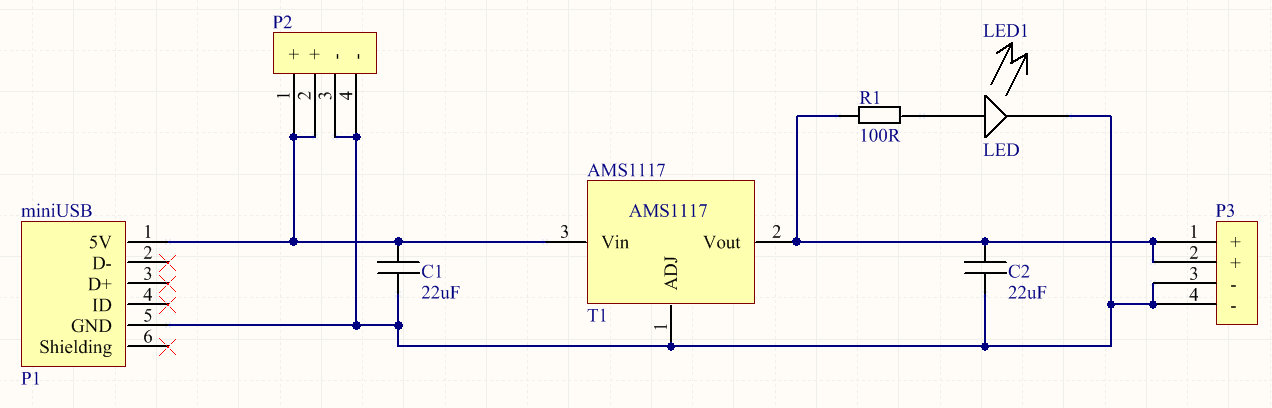 P2
+ + - -
1 2 3 4
LED1
R1
100R
LED
AMS1117
AMS1117
3 Vin Vout 2
ADJ
1
T1
miniUSB
5V 1
D- 2
D+ 3
ID 4
GND 5
Shielding 6
P1
C1
22uF
C2
22uF
P3
1 +
2 +
3 -
4 -